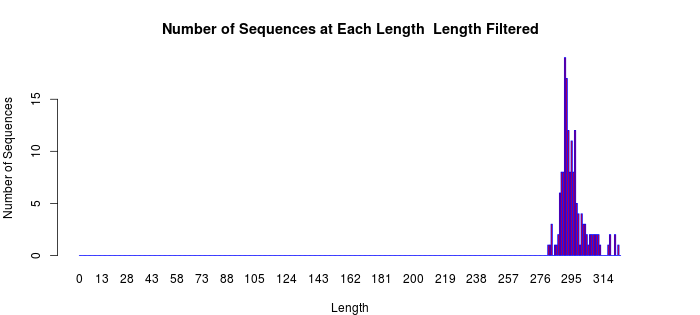 Number of Sequences at Each Length  Length Filtered
Number of Sequences
15
10
5
0
0 13 28 43 58 73 88 105 124 143 162 181 200 219 238 257 276 295 314
Length